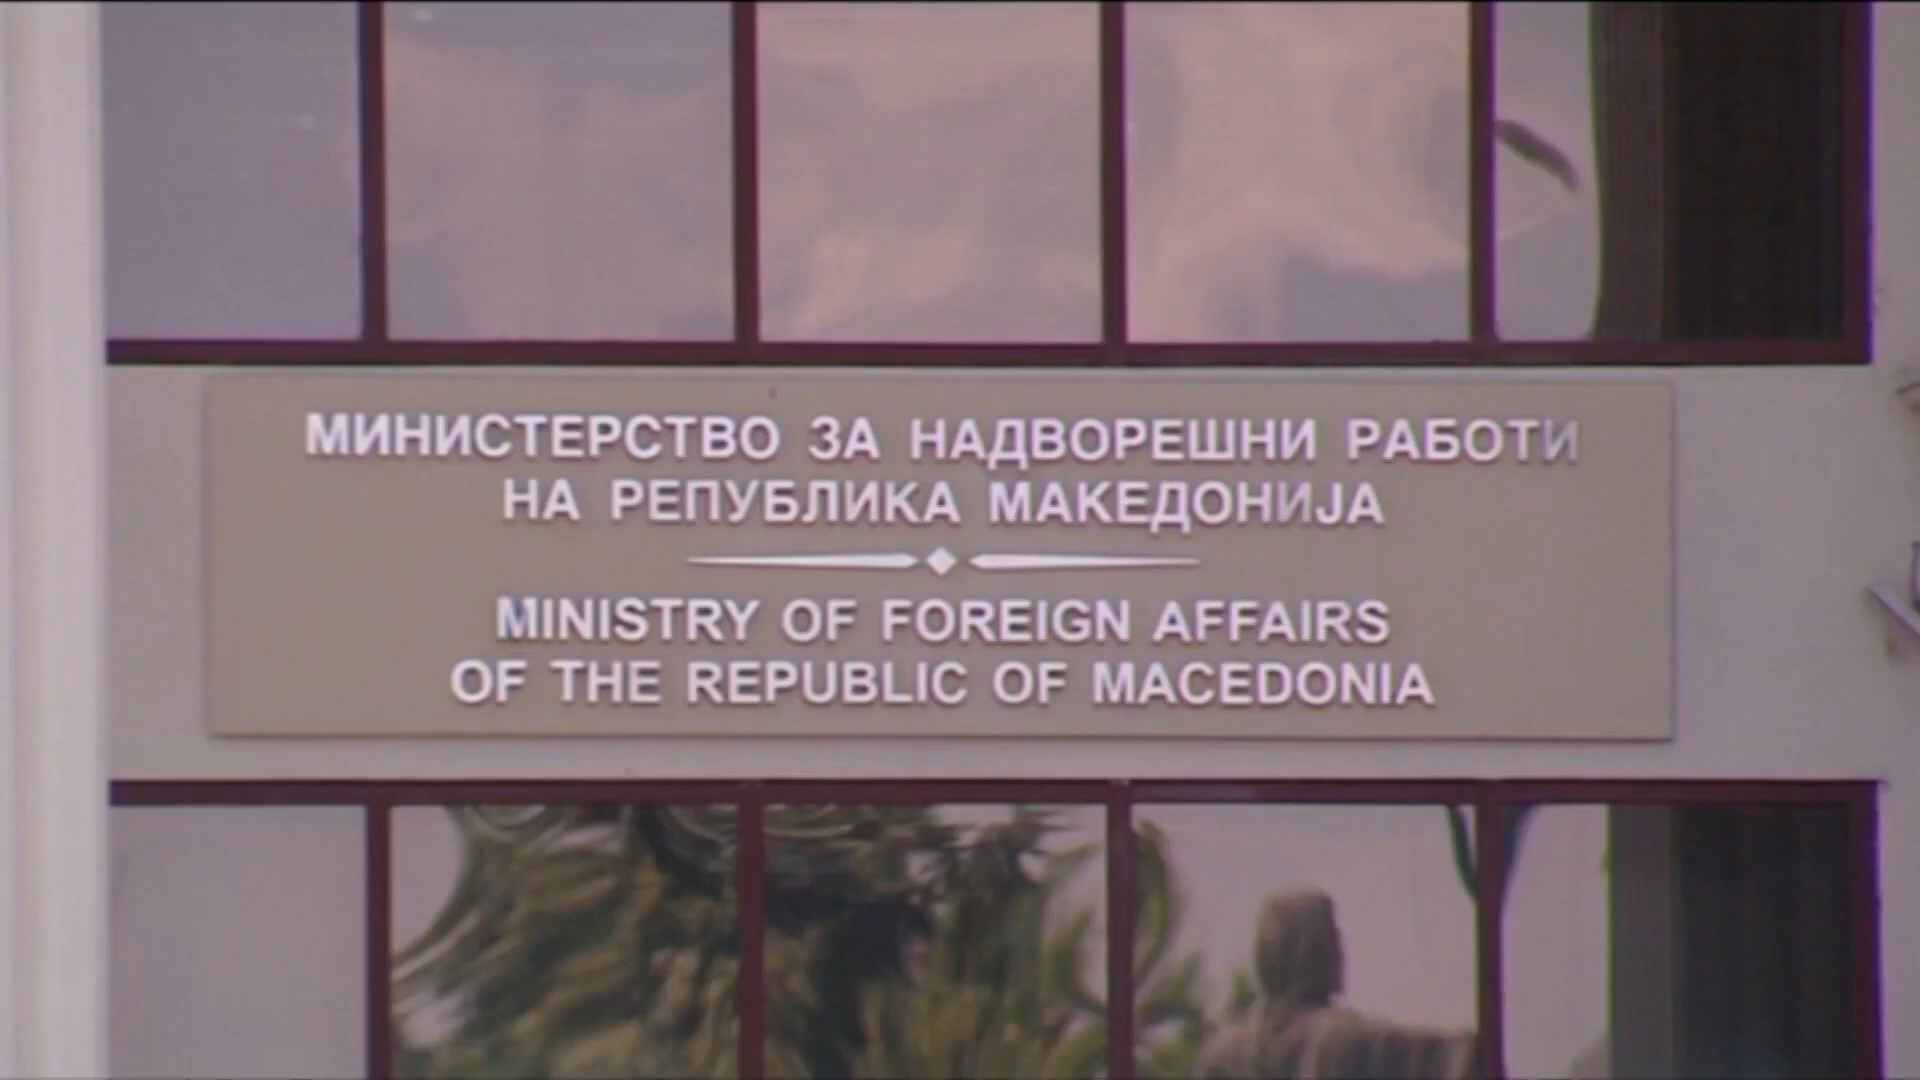 МИНИСТЕРСТВО ЗА НАДВОРЕШНИ РАБОТИ
НА РЕПУБЛИКА МАКЕДОНИЈА
MINISTRY OF FOREIGN AFFAIRS
OF THE REPUBLIC OF MACEDONIA